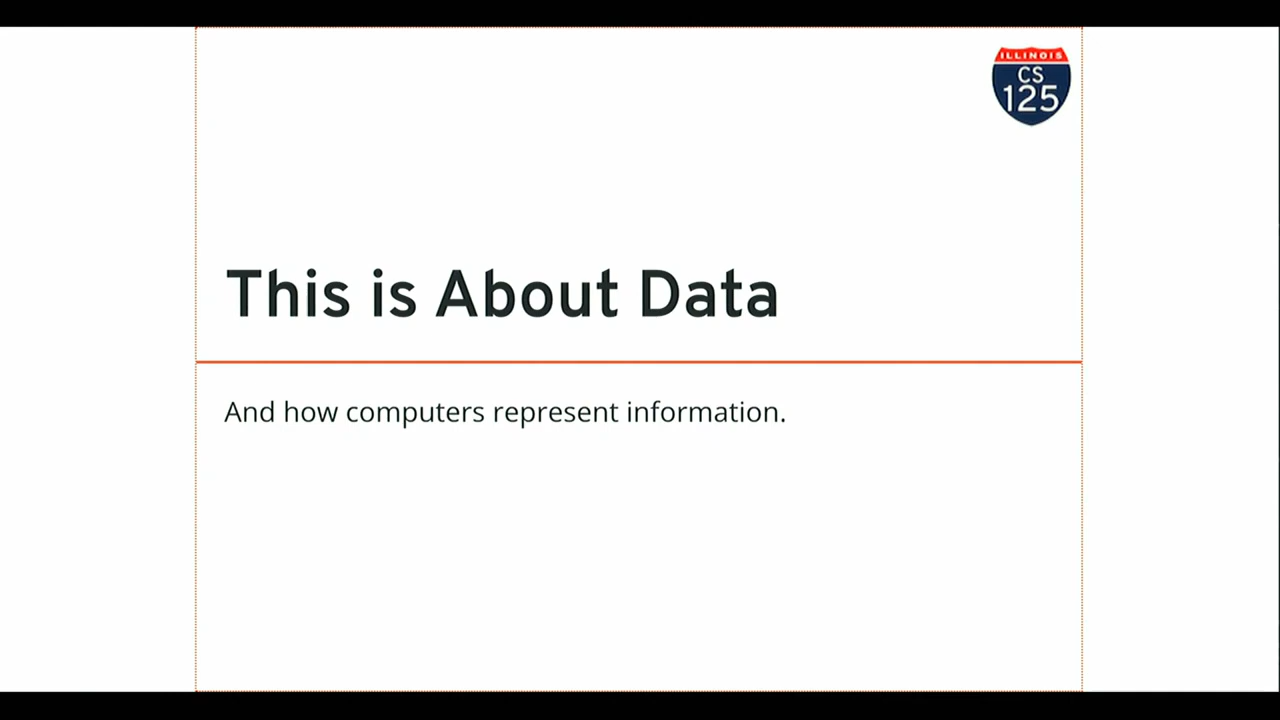 ILLINOIS
CS
125
This is About Data
And how computers represent information.